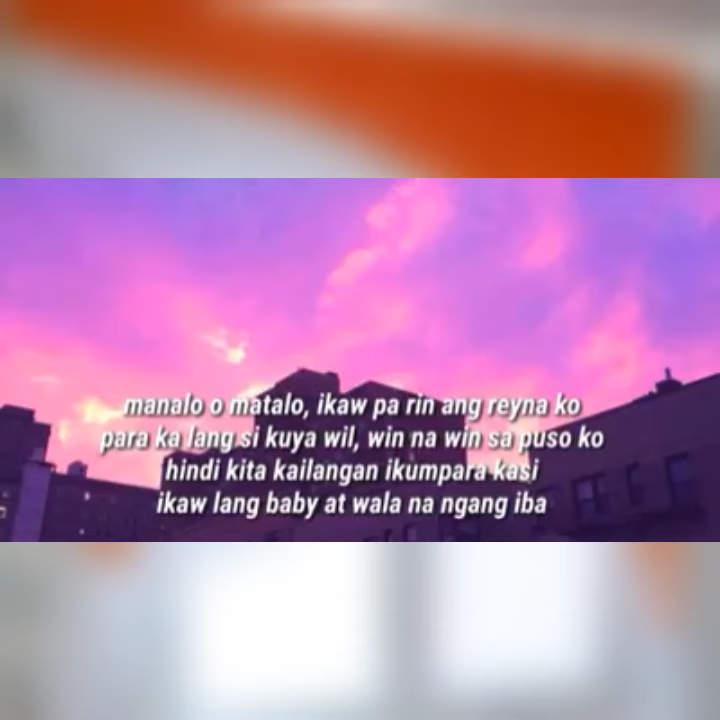 manalo o matalo, ikaw pa rin ang reyna ko
para ka lang si kuya wil, win na win sa puso ko
hindi kita kailangan ikumpara kasi
ikaw lang baby at wala na ngang iba